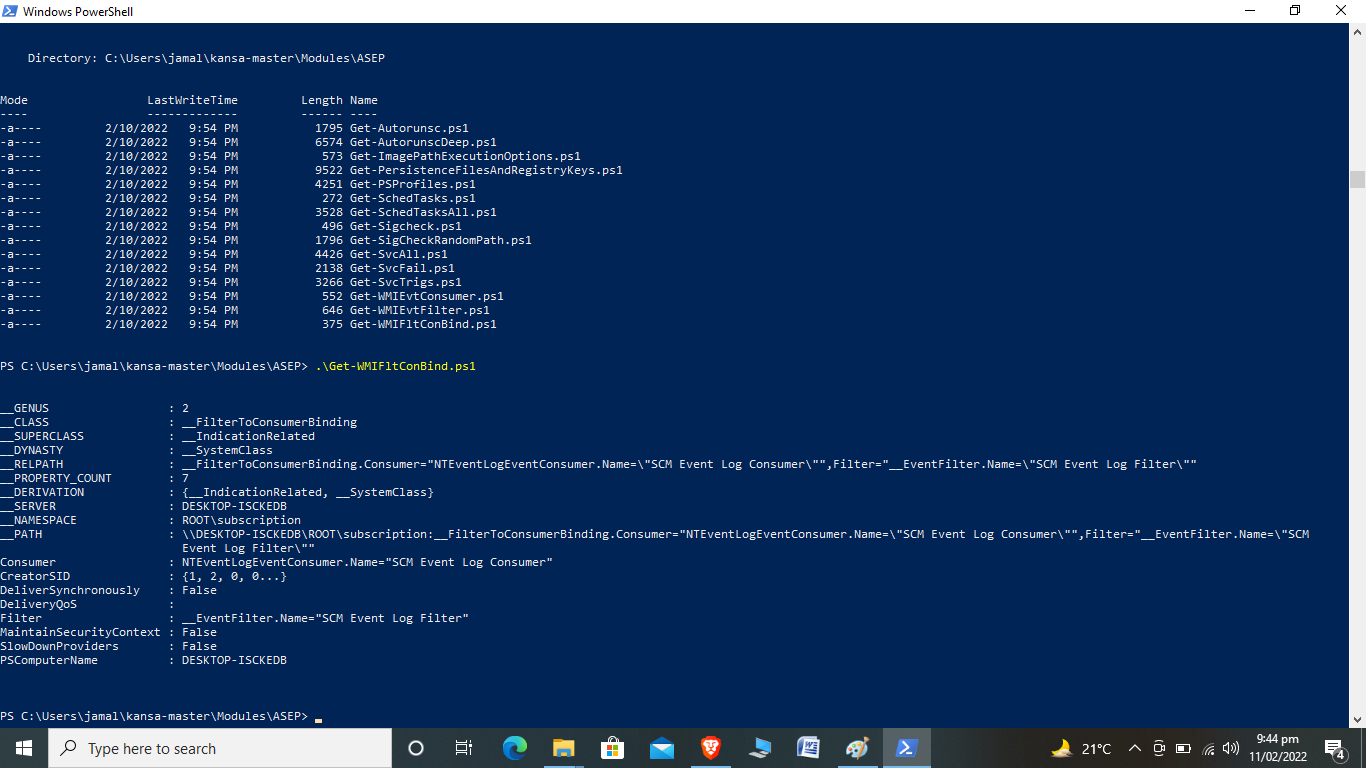 Windows PowerShell
Directory: C:\Users\jamal\kansa-master\Modules\ASEP
Mode LastWriteTime Length Name
---- ------------- ------ ----
-a---- 2/10/2022 9:54 PM 1795 Get-Autorunsc.ps1
-a---- 2/10/2022 9:54 PM 6574 Get-AutorunscDeep.ps1
-a---- 2/10/2022 9:54 PM 573 Get-ImagePathExecutionOptions.ps1
-a---- 2/10/2022 9:54 PM 9522 Get-PersistenceFilesAndRegistryKeys.ps1
-a---- 2/10/2022 9:54 PM 4251 Get-PSProfiles.ps1
-a---- 2/10/2022 9:54 PM 272 Get-SchedTasks.ps1
-a---- 2/10/2022 9:54 PM 3528 Get-SchedTasksAll.ps1
-a---- 2/10/2022 9:54 PM 496 Get-Sigcheck.ps1
-a---- 2/10/2022 9:54 PM 1796 Get-SigCheckRandomPath.ps1
-a---- 2/10/2022 9:54 PM 4426 Get-SvcAll.ps1
-a---- 2/10/2022 9:54 PM 2138 Get-SvcFail.ps1
-a---- 2/10/2022 9:54 PM 3266 Get-SvcTrigs.ps1
-a---- 2/10/2022 9:54 PM 552 Get-WMIEvtConsumer.ps1
-a---- 2/10/2022 9:54 PM 646 Get-WMIEvtFilter.ps1
-a---- 2/10/2022 9:54 PM 375 Get-WMIFltConBind.ps1
PS C:\Users\jamal\kansa-master\Modules\ASEP> .\Get-WMIFltConBind.ps1
__GENUS : 2
__CLASS : __FilterToConsumerBinding
__SUPERCLASS : __IndicationRelated
__DYNASTY : __SystemClass
__RELPATH : __FilterToConsumerBinding.Consumer="NTEventLogEventConsumer.Name=\"SCM Event Log Consumer\"",Filter="__EventFilter.Name=\"SCM Event Log Filter\""
__PROPERTY_COUNT : 7
__DERIVATION : {__IndicationRelated, __SystemClass}
__SERVER : DESKTOP-ISCKEDB
__NAMESPACE : ROOT\subscription
__PATH : \\DESKTOP-ISCKEDB\ROOT\subscription:__FilterToConsumerBinding.Consumer="NTEventLogEventConsumer.Name=\"SCM Event Log Consumer\"",Filter="__EventFilter.Name=\"SCM
Event Log Filter\""
Consumer : NTEventLogEventConsumer.Name="SCM Event Log Consumer"
CreatorSID : {1, 2, 0, 0...}
DeliverSynchronously : False
DeliveryQoS :
Filter : __EventFilter.Name="SCM Event Log Filter"
MaintainSecurityContext : False
SlowDownProviders : False
PSComputerName : DESKTOP-ISCKEDB
PS C:\Users\jamal\kansa-master\Modules\ASEP> _
Type here to search
21°C
9:44 pm
11/02/2022
4